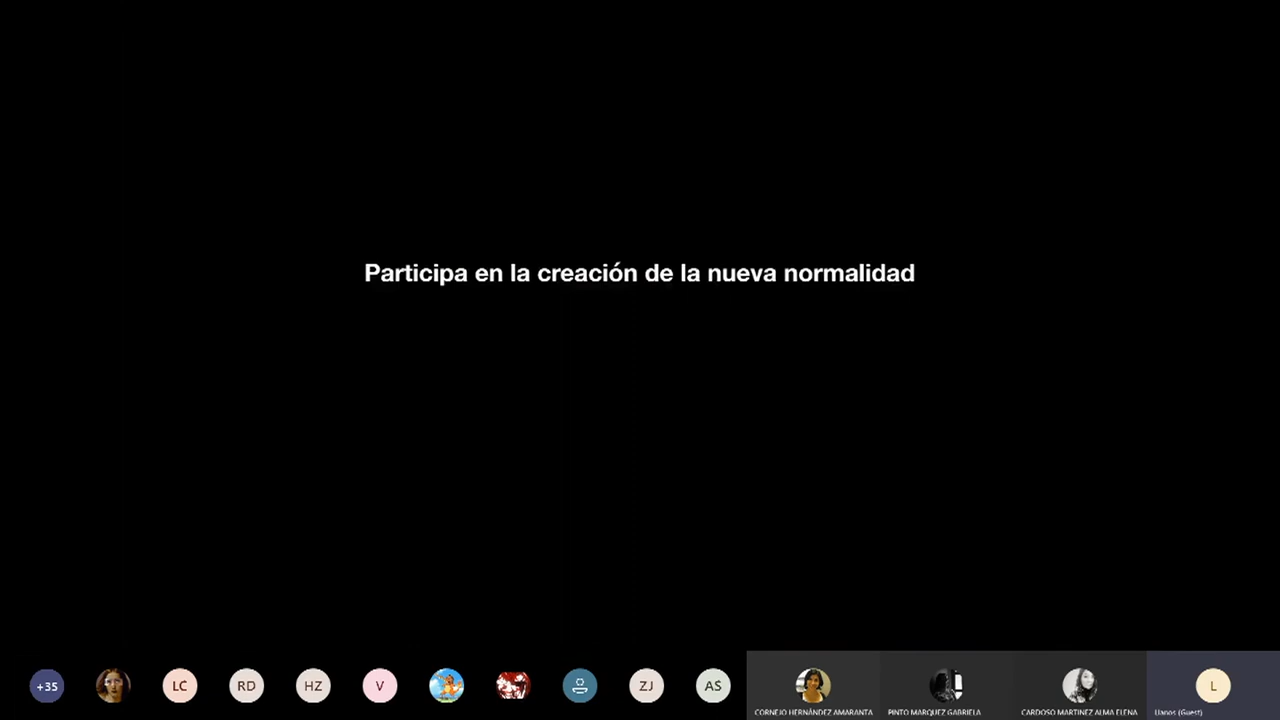 Participa en la creación de la nueva normalidad
+35
LC
RD
HZ
V
ZJ
AS
L
CORNEJO HERNÁNDEZ AMARANTA
PINTO MARQUEZ GABRIELA
CARDOSO MARTINEZ ALMA ELENA
Llanos (Guest)